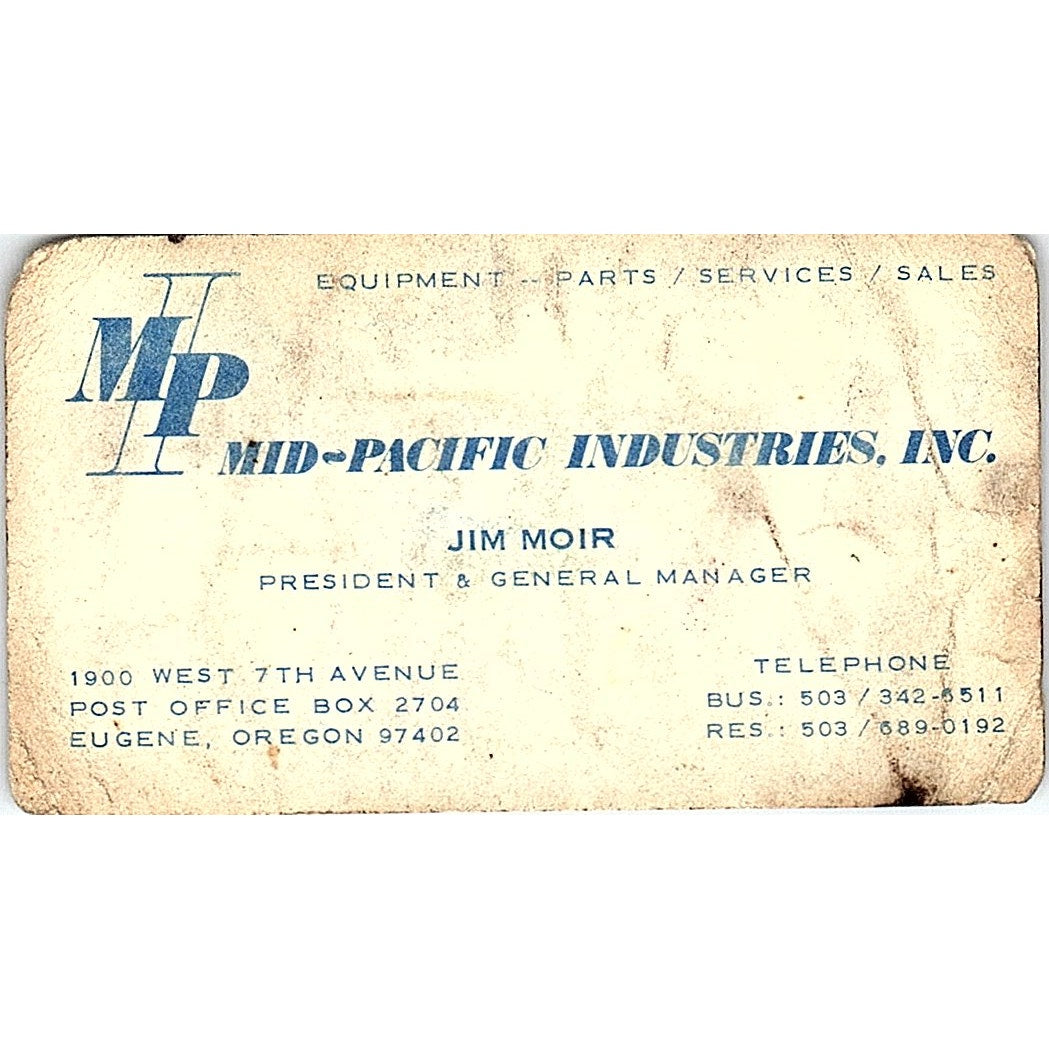 EQUIPMENT -- PARTS / SERVICES / SALES
MPI
MID-PACIFIC INDUSTRIES, INC.
JIM MOIR
PRESIDENT & GENERAL MANAGER
1900 WEST 7TH AVENUE
POST OFFICE BOX 2704
EUGENE, OREGON 97402
TELEPHONE
BUS.: 503 / 342-6511
RES.: 503 / 689-0192